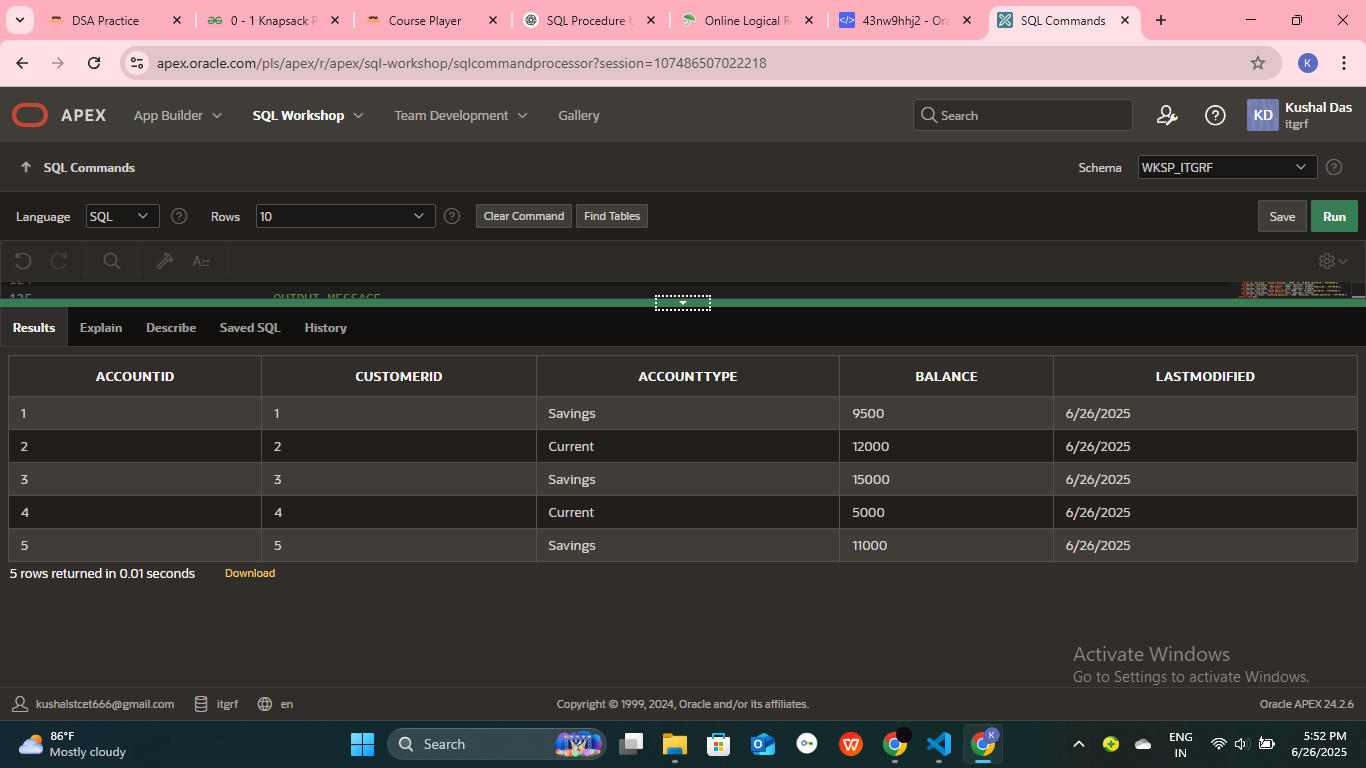 DSA Practice
0 - 1 Knapsack P
Course Player
SQL Procedure U
Online Logical R
43nw9hhj2 - Ora
SQL Commands
apex.oracle.com/pls/apex/r/apex/sql-workshop/sqlcommandprocessor?session=107486507022218
K
APEX
App Builder
SQL Workshop
Team Development
Gallery
Search
KD
Kushal Das
itgrf
SQL Commands
Schema
WKSP_ITGRF
Language
SQL
Rows
10
Clear Command
Find Tables
Save
Run
A::
125 OUTPUT MESSAGE
Results
Explain
Describe
Saved SQL
History
ACCOUNTID CUSTOMERID ACCOUNTTYPE BALANCE LASTMODIFIED
1 1 Savings 9500 6/26/2025
2 2 Current 12000 6/26/2025
3 3 Savings 15000 6/26/2025
4 4 Current 5000 6/26/2025
5 5 Savings 11000 6/26/2025
5 rows returned in 0.01 seconds
Download
Activate Windows
Go to Settings to activate Windows.
kushalstcet666@gmail.com
itgrf
en
Copyright © 1999, 2024, Oracle and/or its affiliates.
Oracle APEX 24.2.6
86°F
Mostly cloudy
Search
ENG
IN
5:52 PM
6/26/2025